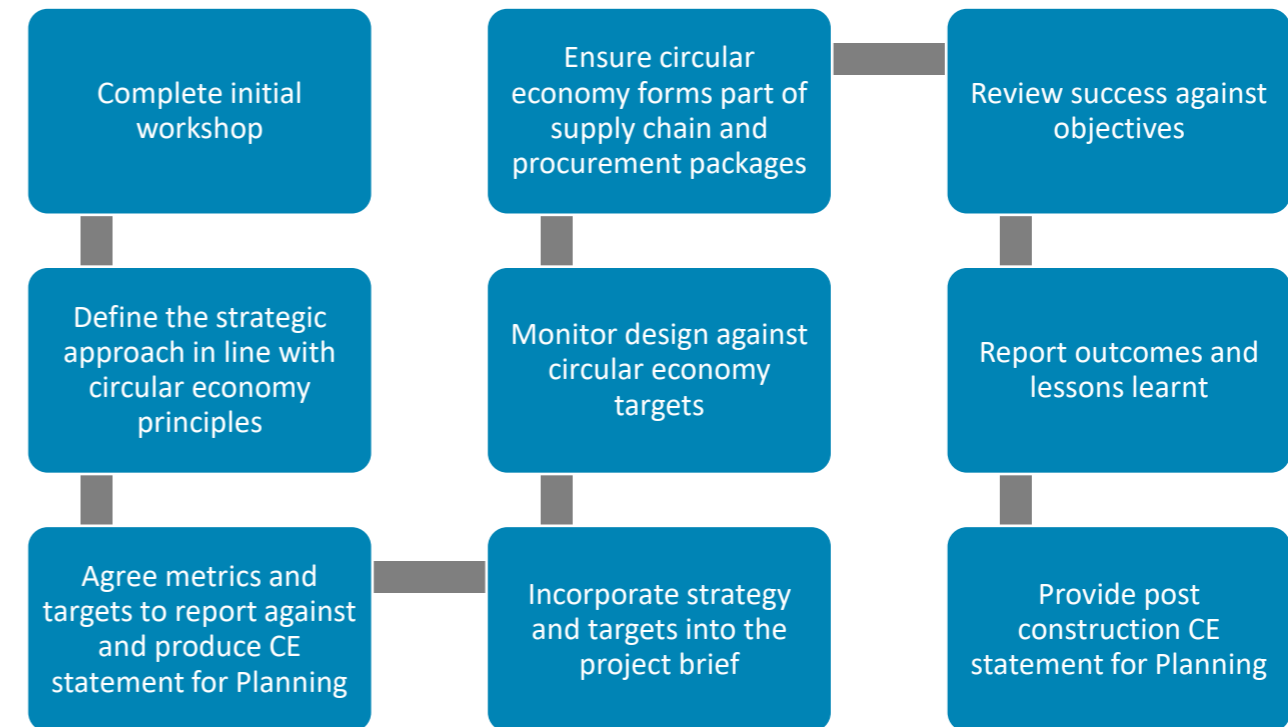 Complete initial
workshop
Define the strategic
approach in line with
circular economy
principles
Agree metrics and
targets to report against
and produce CE
statement for Planning
Incorporate strategy
and targets into the
project brief
Monitor design against
circular economy
targets
Ensure circular
economy forms part of
supply chain and
procurement packages
Review success against
objectives
Report outcomes and
lessons learnt
Provide post
construction CE
statement for Planning